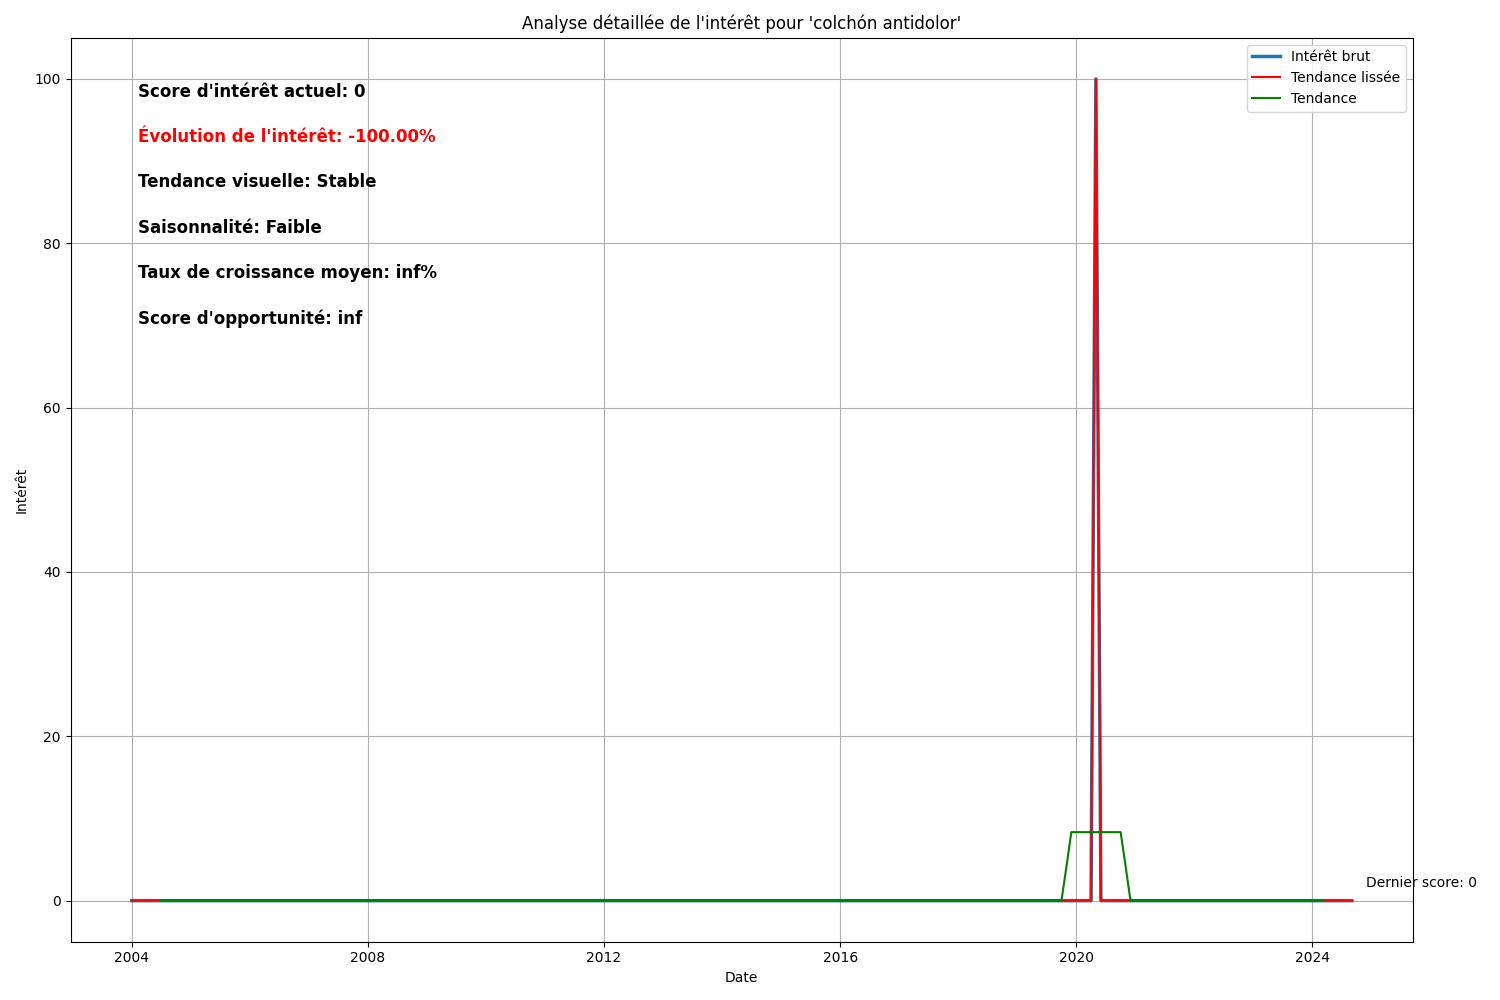 Analyse détaillée de l'intérêt pour 'colchón antidolor'
Intérêt brut
Tendance lissée
Tendance
Score d'intérêt actuel: 0
Évolution de l'intérêt: -100.00%
Tendance visuelle: Stable
Saisonnalité: Faible
Taux de croissance moyen: inf%
Score d'opportunité: inf
100
80
60
40
20
0
Intérêt
Dernier score: 0
2004
2008
2012
2016
2020
2024
Date